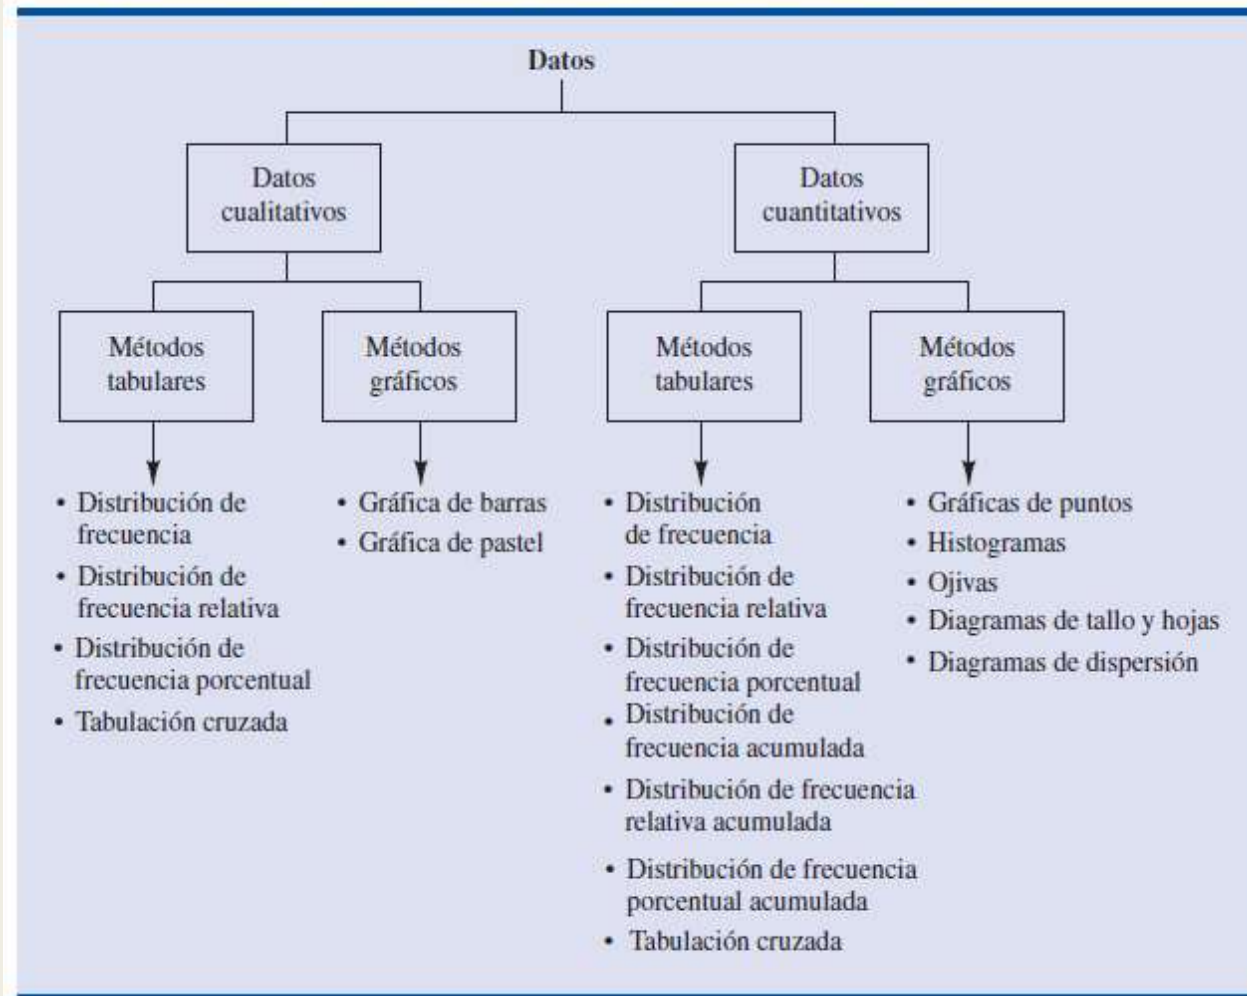 Datos
Datos
cualitativos
Datos
cuantitativos
Métodos
tabulares
Métodos
gráficos
Métodos
tabulares
Métodos
gráficos
• Distribución de
frecuencia
• Distribución de
frecuencia relativa
• Distribución de
frecuencia porcentual
• Tabulación cruzada
• Gráfica de barras
• Gráfica de pastel
• Distribución
de frecuencia
• Distribución de
frecuencia relativa
• Distribución de
frecuencia porcentual
• Distribución de
frecuencia acumulada
• Distribución de frecuencia
relativa acumulada
• Distribución de frecuencia
porcentual acumulada
• Tabulación cruzada
• Gráficas de puntos
• Histogramas
• Ojivas
• Diagramas de tallo y hojas
• Diagramas de dispersión